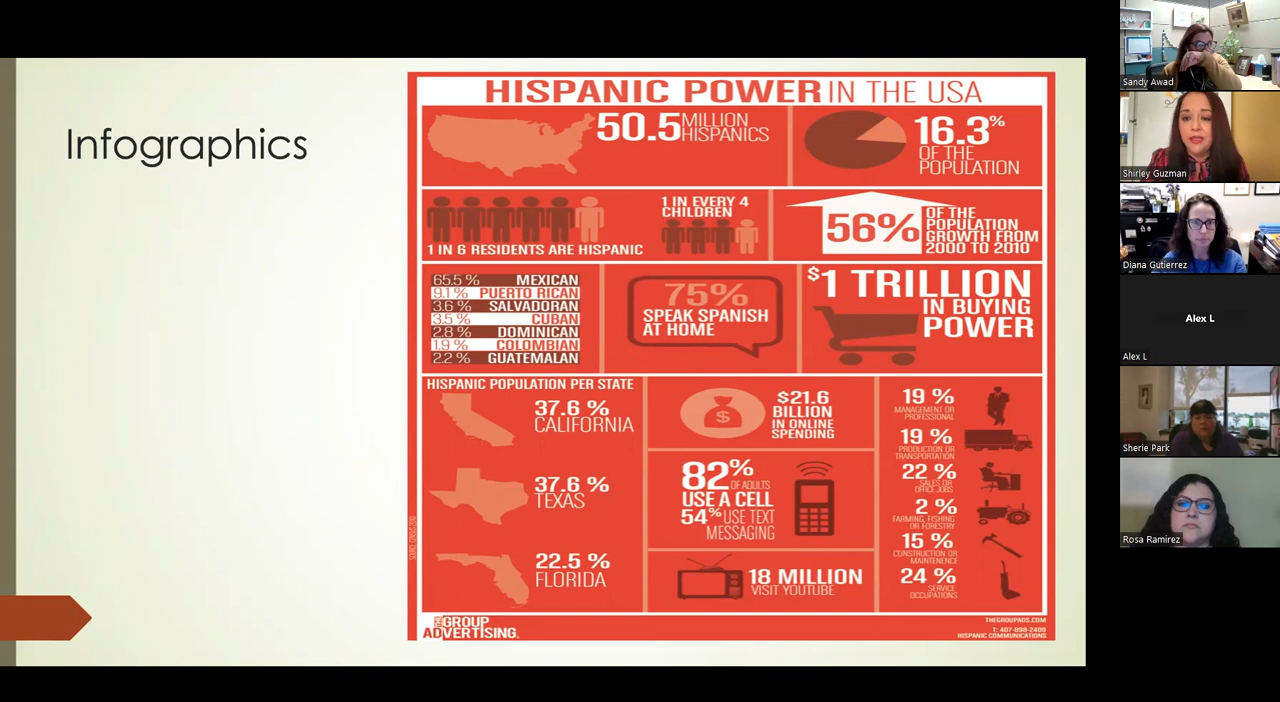 Infographics
HISPANIC POWER IN THE USA
50.5 MILLION
HISPANICS
16.3%
OF THE
POPULATION
1 IN 6 RESIDENTS ARE HISPANIC
1 IN EVERY 4
CHILDREN
56%
OF THE
POPULATION
GROWTH FROM
2000 TO 2010
65.5 % MEXICAN
9.1 % PUERTO RICAN
3.6 % SALVADORAN
3.5 % CUBAN
2.8 % DOMINICAN
1.9 % COLOMBIAN
2.2 % GUATEMALAN
75%
SPEAK SPANISH
AT HOME
$1 TRILLION
IN BUYING
POWER
HISPANIC POPULATION PER STATE
37.6 %
CALIFORNIA
37.6 %
TEXAS
22.5 %
FLORIDA
$21.6
BILLION
IN ONLINE
SPENDING
82%
OF ADULTS
USE A CELL
54% USE TEXT
MESSAGING
18 MILLION
VISIT YOUTUBE
19 %
MANAGEMENT OR
PROFESSIONAL
19 %
PRODUCTION OR
TRANSPORTATION
22 %
SALES OR
OFFICE JOBS
2 %
FARMING, FISHING
OR FORESTRY
15 %
CONSTRUCTION OR
MAINTENENCE
24 %
SERVICE
OCCUPATIONS
THE GROUP
ADVERTISING.
THEGROUPADS.COM
T: 407-898-2409
HISPANIC COMMUNICATIONS
Sandy Awad
Shirley Guzman
Diana Gutierrez
Alex L
Alex L
Sherie Park
Rosa Ramirez